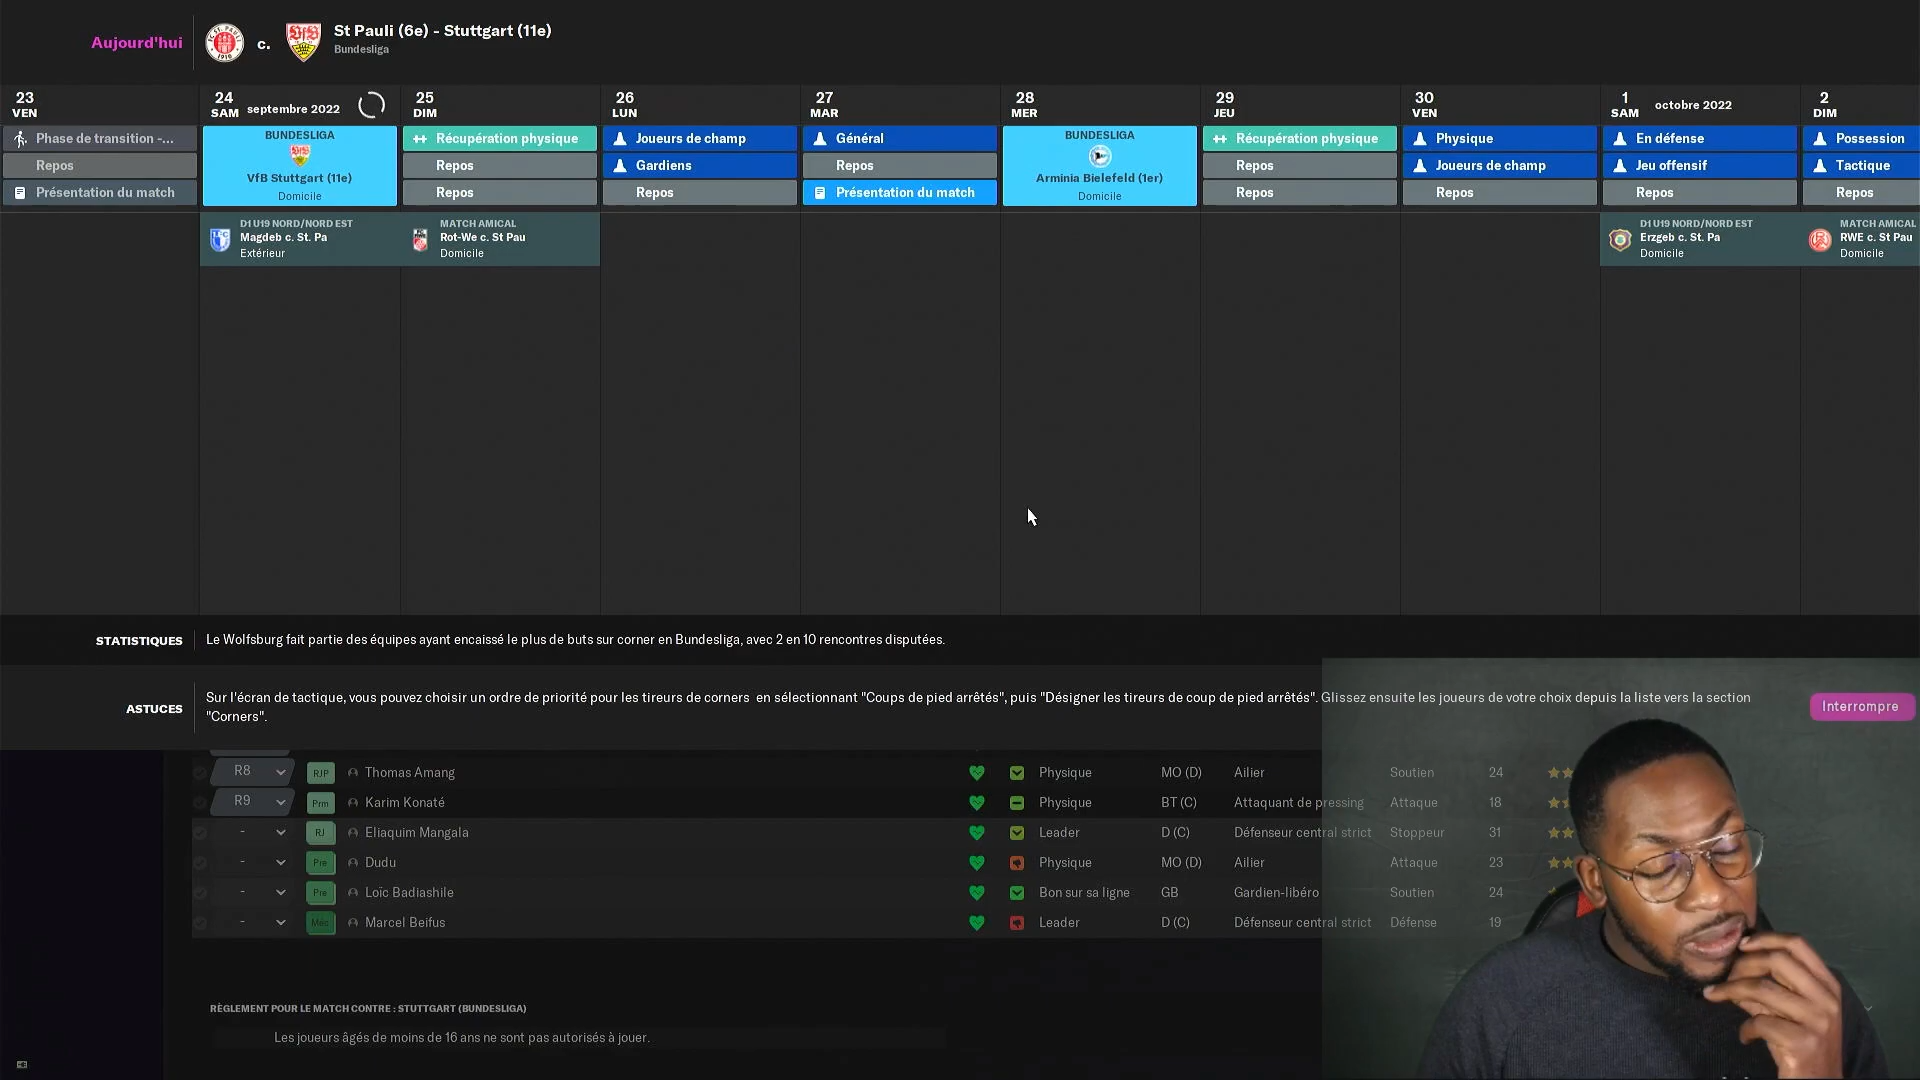 Aujourd'hui
c.
St Pauli (6e) - Stuttgart (11e)
Bundesliga
23
VEN
24
SAM
septembre 2022
25
DIM
26
LUN
27
MAR
28
MER
29
JEU
30
VEN
1
SAM
octobre 2022
2
DIM
Phase de transition -...
Repos
Présentation du match
BUNDESLIGA
VfB Stuttgart (11e)
Domicile
Récupération physique
Repos
Repos
Joueurs de champ
Gardiens
Repos
Général
Repos
Présentation du match
BUNDESLIGA
Arminia Bielefeld (1er)
Domicile
Récupération physique
Repos
Repos
Physique
Joueurs de champ
Repos
En défense
Jeu offensif
Repos
Possession
Tactique
Repos
D1 U19 NORD/NORD EST
Magdeb c. St. Pa
Extérieur
MATCH AMICAL
Rot-We c. St Pau
Domicile
D1 U19 NORD/NORD EST
Erzgeb c. St. Pa
Domicile
MATCH AMICAL
RWE c. St Pau
Domicile
STATISTIQUES
Le Wolfsburg fait partie des équipes ayant encaissé le plus de buts sur corner en Bundesliga, avec 2 en 10 rencontres disputées.
ASTUCES
Sur l'écran de tactique, vous pouvez choisir un ordre de priorité pour les tireurs de corners en sélectionnant "Coups de pied arrêtés", puis "Désigner les tireurs de coup de pied arrêtés". Glissez ensuite les joueurs de votre choix depuis la liste vers la section
"Corners".
Interrompre
R8 RJP Thomas Amang Physique MO (D) Ailier Soutien 24
R9 Prm Karim Konaté Physique BT (C) Attaquant de pressing Attaque 18
- RJ Eliaquim Mangala Leader D (C) Défenseur central strict Stoppeur 31
- Pre Dudu Physique MO (D) Ailier Attaque 23
- Pre Loïc Badiashile Bon sur sa ligne GB Gardien-libéro Soutien 24
- Méc Marcel Beifus Leader D (C) Défenseur central strict Défense 19
RÈGLEMENT POUR LE MATCH CONTRE : STUTTGART (BUNDESLIGA)
Les joueurs âgés de moins de 16 ans ne sont pas autorisés à jouer.